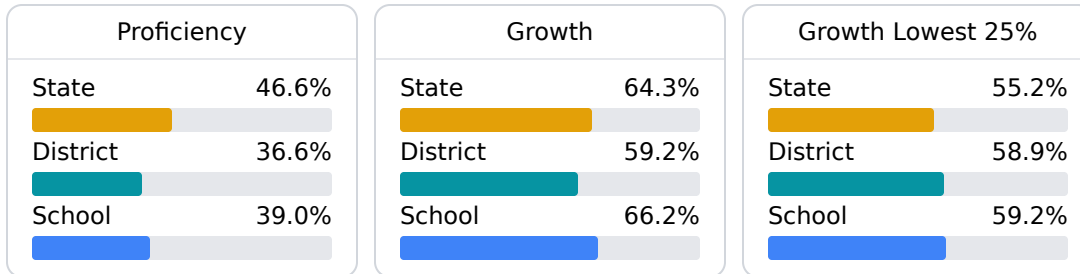 Proficiency
State 46.6%
District 36.6%
School 39.0%
Growth
State 64.3%
District 59.2%
School 66.2%
Growth Lowest 25%
State 55.2%
District 58.9%
School 59.2%